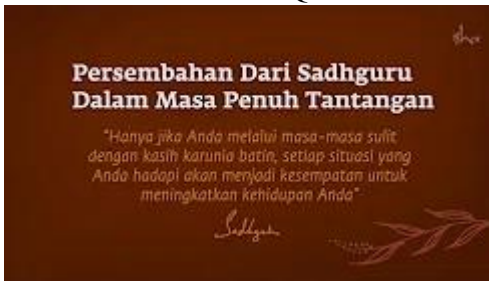 Persembahan Dari Sadhguru
Dalam Masa Penuh Tantangan
"Hanya jika Anda melalui masa-masa sulit
dengan kasih karunia batin, setiap situasi yang
Anda hadapi akan menjadi kesempatan untuk
meningkatkan kehidupan Anda"
Sadhguru